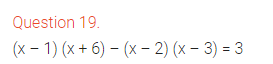 Question 19.
(x – 1) (x + 6) – (x – 2) (x – 3) = 3